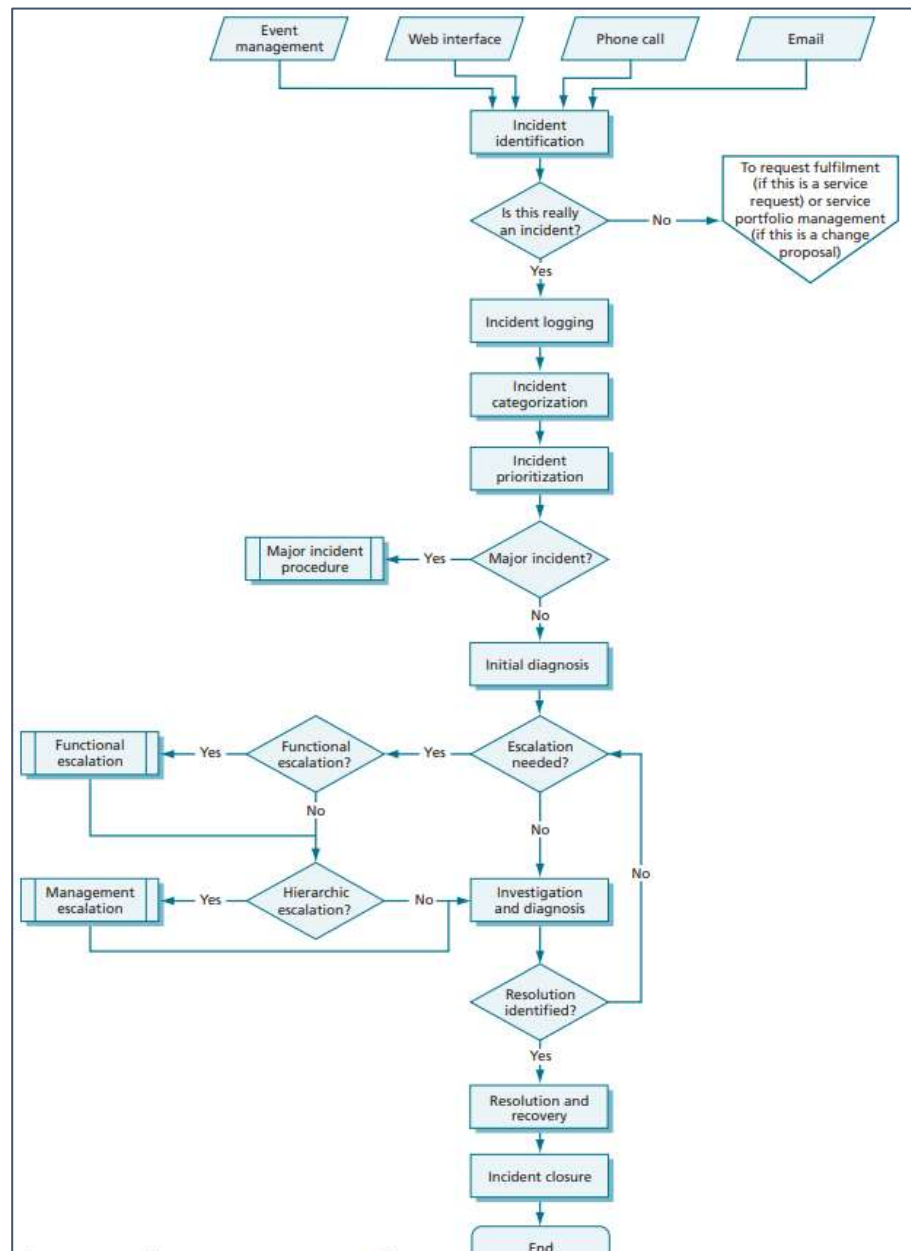 Event
management
Web interface
Phone call
Email
Incident
identification
Is this really
an incident?
No
To request fulfilment
(if this is a service
request) or service
portfolio management
(if this is a change
proposal)
Yes
Incident logging
Incident
categorization
Incident
prioritization
Major incident
procedure
Yes
Major incident?
No
Initial diagnosis
Functional
escalation
Yes
Functional
escalation?
Yes
Escalation
needed?
No
No
No
Management
escalation
Yes
Hierarchic
escalation?
No
Investigation
and diagnosis
Resolution
identified?
Yes
Resolution and
recovery
Incident closure
End